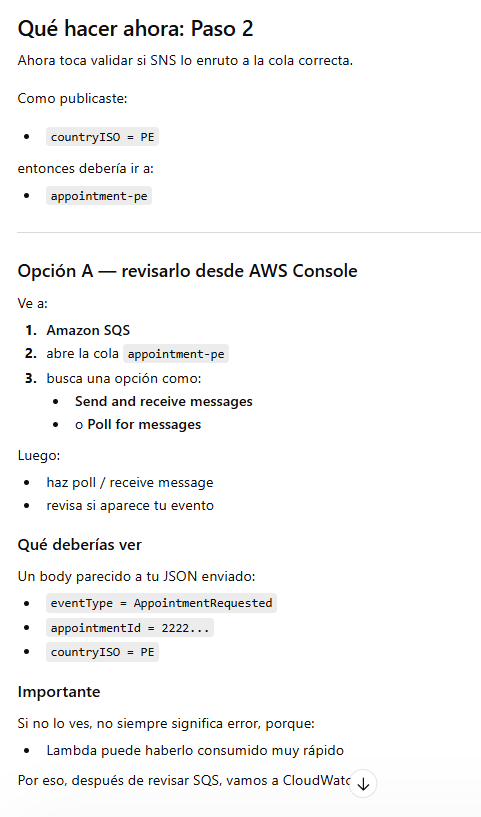 Qué hacer ahora: Paso 2
Ahora toca validar si SNS lo enruto a la cola correcta.
Como publicaste:
• countryISO = PE
entonces debería ir a:
• appointment-pe
Opción A — revisarlo desde AWS Console
Ve a:
1. Amazon SQS
2. abre la cola appointment-pe
3. busca una opción como:
• Send and receive messages
• o Poll for messages
Luego:
• haz poll / receive message
• revisa si aparece tu evento
Qué deberías ver
Un body parecido a tu JSON enviado:
• eventType = AppointmentRequested
• appointmentId = 2222...
• countryISO = PE
Importante
Si no lo ves, no siempre significa error, porque:
• Lambda puede haberlo consumido muy rápido
Por eso, después de revisar SQS, vamos a